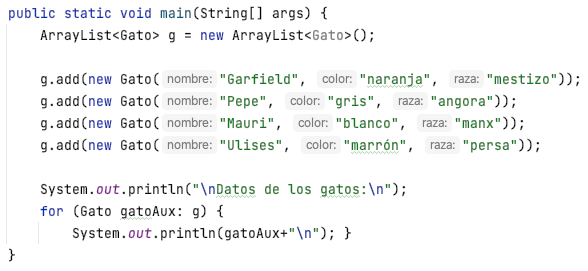 public static void main(String[] args) {
ArrayList<Gato> g = new ArrayList<Gato>();
g.add(new Gato( nombre: "Garfield", color: "naranja", raza: "mestizo"));
g.add(new Gato( nombre: "Pepe", color: "gris", raza: "angora"));
g.add(new Gato( nombre: "Mauri", color: "blanco", raza: "manx"));
g.add(new Gato( nombre: "Ulises", color: "marrón", raza: "persa"));
System.out.println("\nDatos de los gatos:\n");
for (Gato gatoAux: g) {
System.out.println(gatoAux+"\n"); }
}